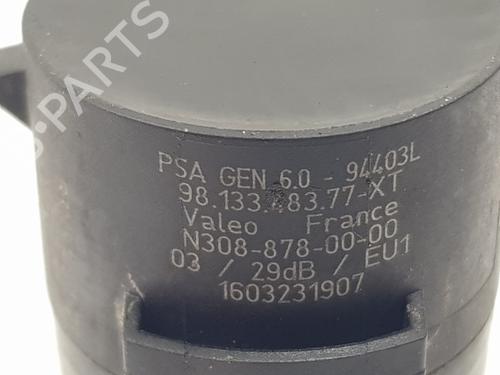 PSA GEN 6.0 - 94403L
98.133.483.77-XT
Valeo France
N308-878-00-00
03 / 29dB / EU1
1603231907
B-PARTS